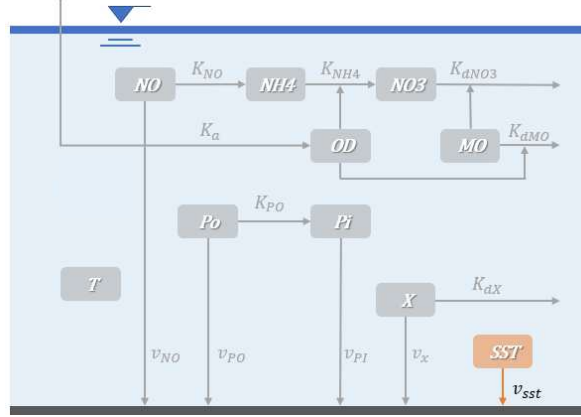 NO K_NO NH4 K_NH4 NO3 K_dNO3
K_a OD MO K_dMO
Po K_PO Pi
T X K_dX
SST
v_NO v_PO v_PI v_x v_sst